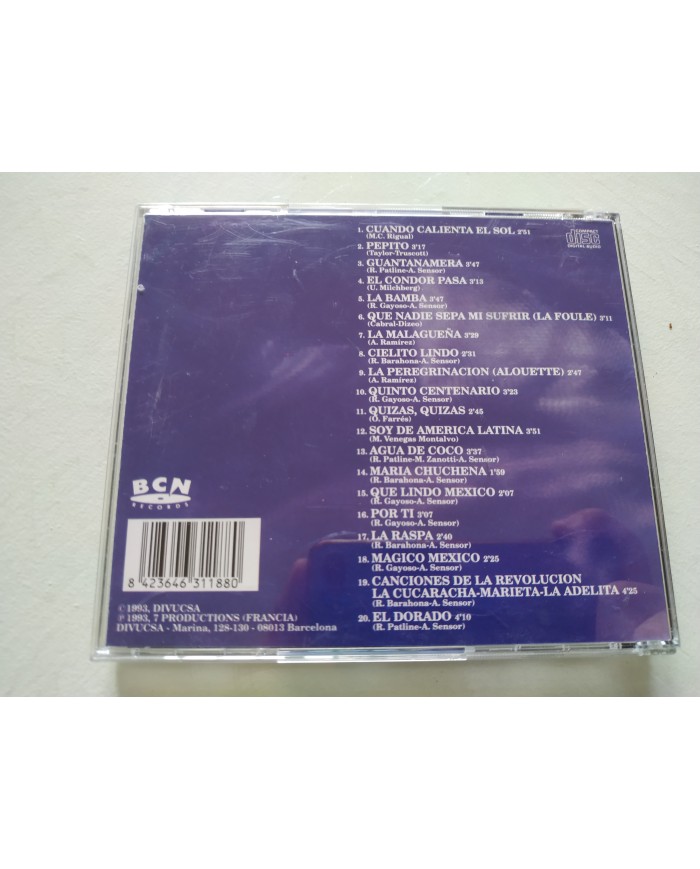 1. CUANDO CALIENTA EL SOL 2'51
(M.C. Rigual)
2. PEPITO 3'17
(Taylor-Truscott)
3. GUANTANAMERA 3'47
(R. Patline-A. Sensor)
4. EL CONDOR PASA 3'13
(U. Milchberg)
5. LA BAMBA 3'47
(R. Gayoso-A. Sensor)
6. QUE NADIE SEPA MI SUFRIR (LA FOULE) 3'11
(Cabral-Dizeo)
7. LA MALAGUEÑA 3'29
(A. Ramírez)
8. CIELITO LINDO 2'31
(R. Barahona-A. Sensor)
9. LA PEREGRINACION (ALOUETTE) 2'47
(A. Ramírez)
10. QUINTO CENTENARIO 3'23
(R. Gayoso-A. Sensor)
11. QUIZAS, QUIZAS 2'45
(O. Farrés)
12. SOY DE AMERICA LATINA 3'51
(M. Venegas Montalvo)
13. AGUA DE COCO 3'37
(R. Patline-M. Zanotti-A. Sensor)
14. MARIA CHUCHENA 1'59
(R. Barahona-A. Sensor)
15. QUE LINDO MEXICO 2'07
(R. Gayoso-A. Sensor)
16. POR TI 3'07
(R. Gayoso-A. Sensor)
17. LA RASPA 2'40
(R. Barahona-A. Sensor)
18. MAGICO MEXICO 2'25
(R. Gayoso-A. Sensor)
19. CANCIONES DE LA REVOLUCION
LA CUCARACHA-MARIETA-LA ADELITA 4'25
(R. Barahona-A. Sensor)
20. EL DORADO 4'10
(R. Patline-A. Sensor)
COMPACT
disc
DIGITAL AUDIO
BCN
RECORDS
8 423646 311880
© 1993, DIVUCSA
℗ 1993, 7 PRODUCTIONS (FRANCIA)
DIVUCSA - Marina, 128-130 - 08013 Barcelona